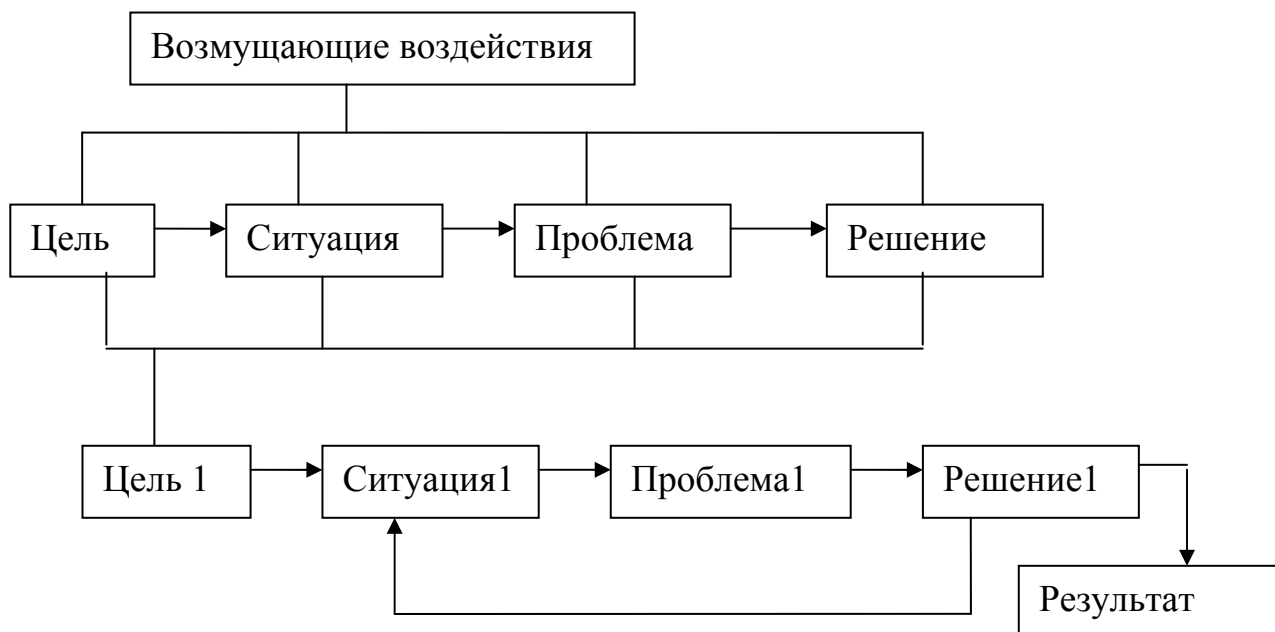 Возмущающие воздействия
Цель
Ситуация
Проблема
Решение
Цель 1
Ситуация1
Проблема1
Решение1
Результат